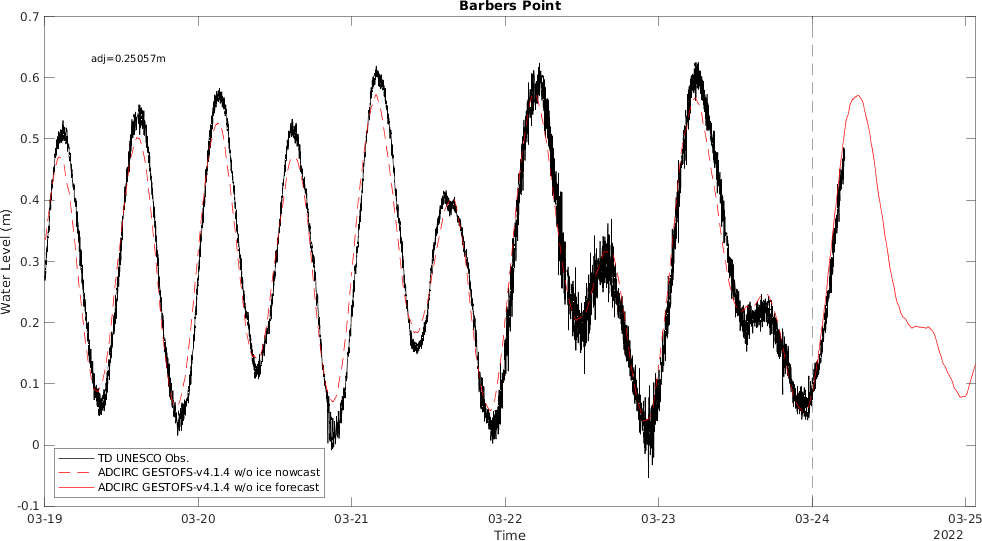 Barbers Point
0.7
adj=0.25057m
0.6
0.5
0.4
0.3
0.2
0.1
0
-0.1
Water Level (m)
TD UNESCO Obs.
ADCIRC GESTOFS-v4.1.4 w/o ice nowcast
ADCIRC GESTOFS-v4.1.4 w/o ice forecast
03-19 03-20 03-21 03-22 03-23 03-24 03-25
Time
2022